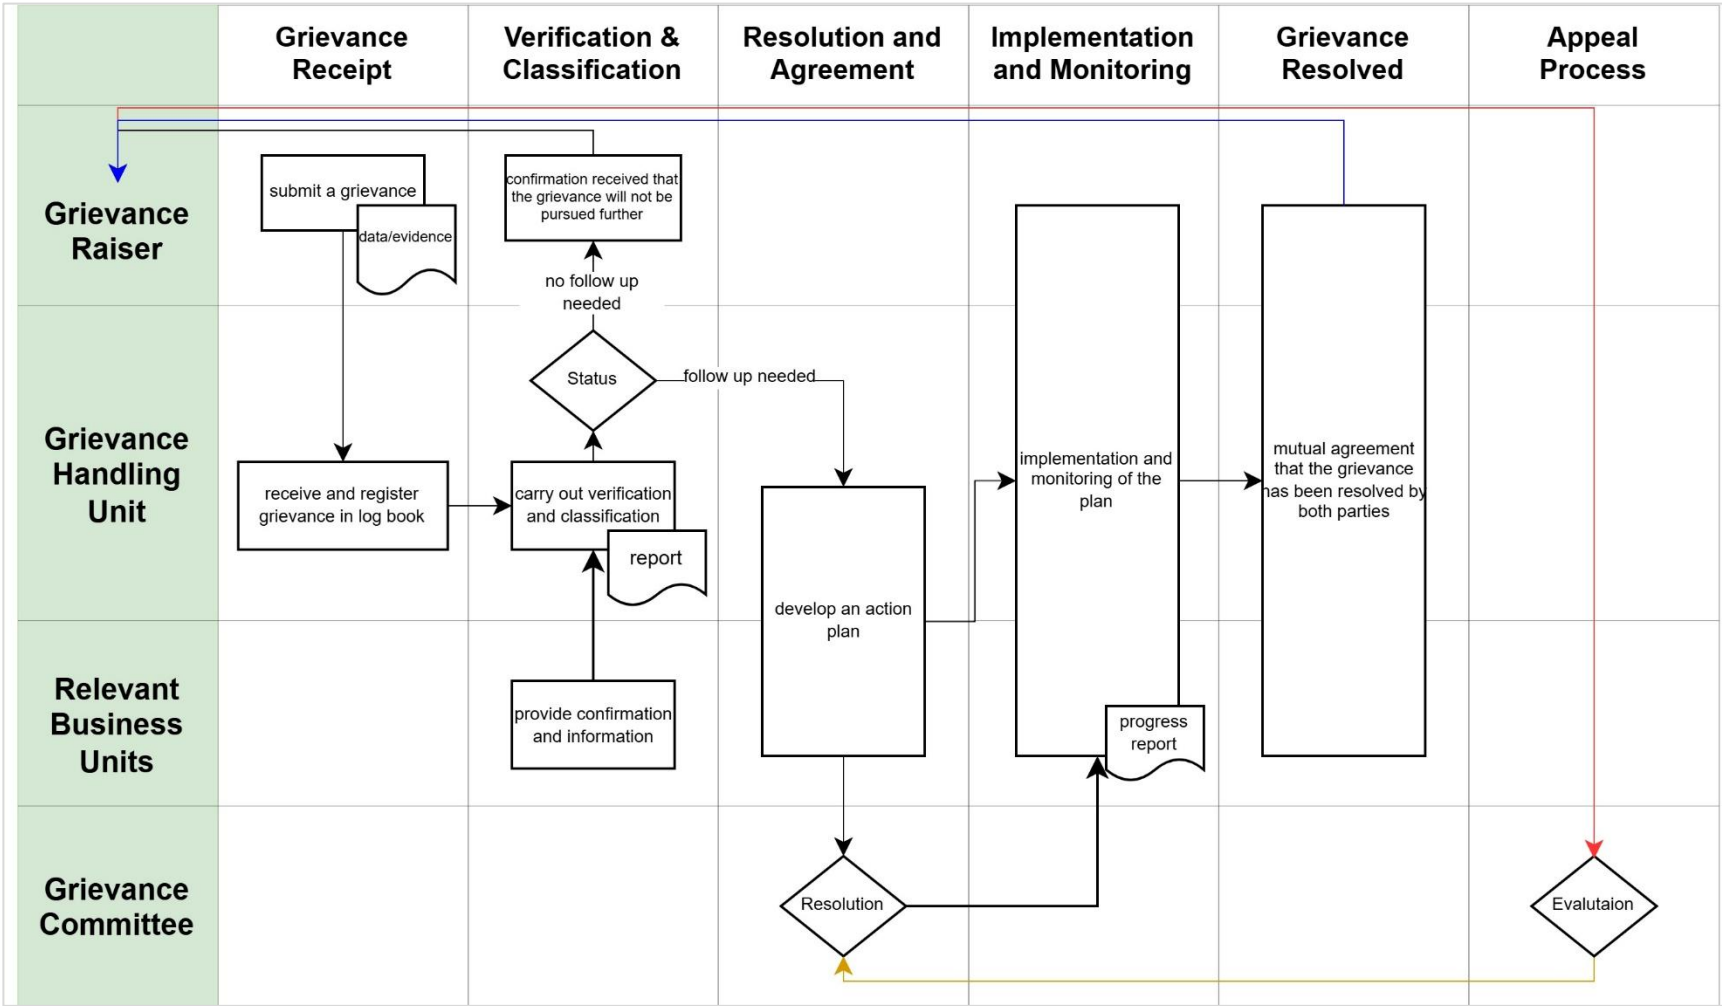 Grievance
Receipt
Verification &
Classification
Resolution and
Agreement
Implementation
and Monitoring
Grievance
Resolved
Appeal
Process
Grievance
Raiser
submit a grievance
data/evidence
confirmation received that
the grievance will not be
pursued further
no follow up
needed
Grievance
Handling
Unit
Status
follow up needed
receive and register
grievance in log book
carry out verification
and classification
report
implementation and
monitoring of the
plan
mutual agreement
that the grievance
has been resolved by
both parties
develop an action
plan
Relevant
Business
Units
provide confirmation
and information
progress
report
Grievance
Committee
Resolution
Evalutaion